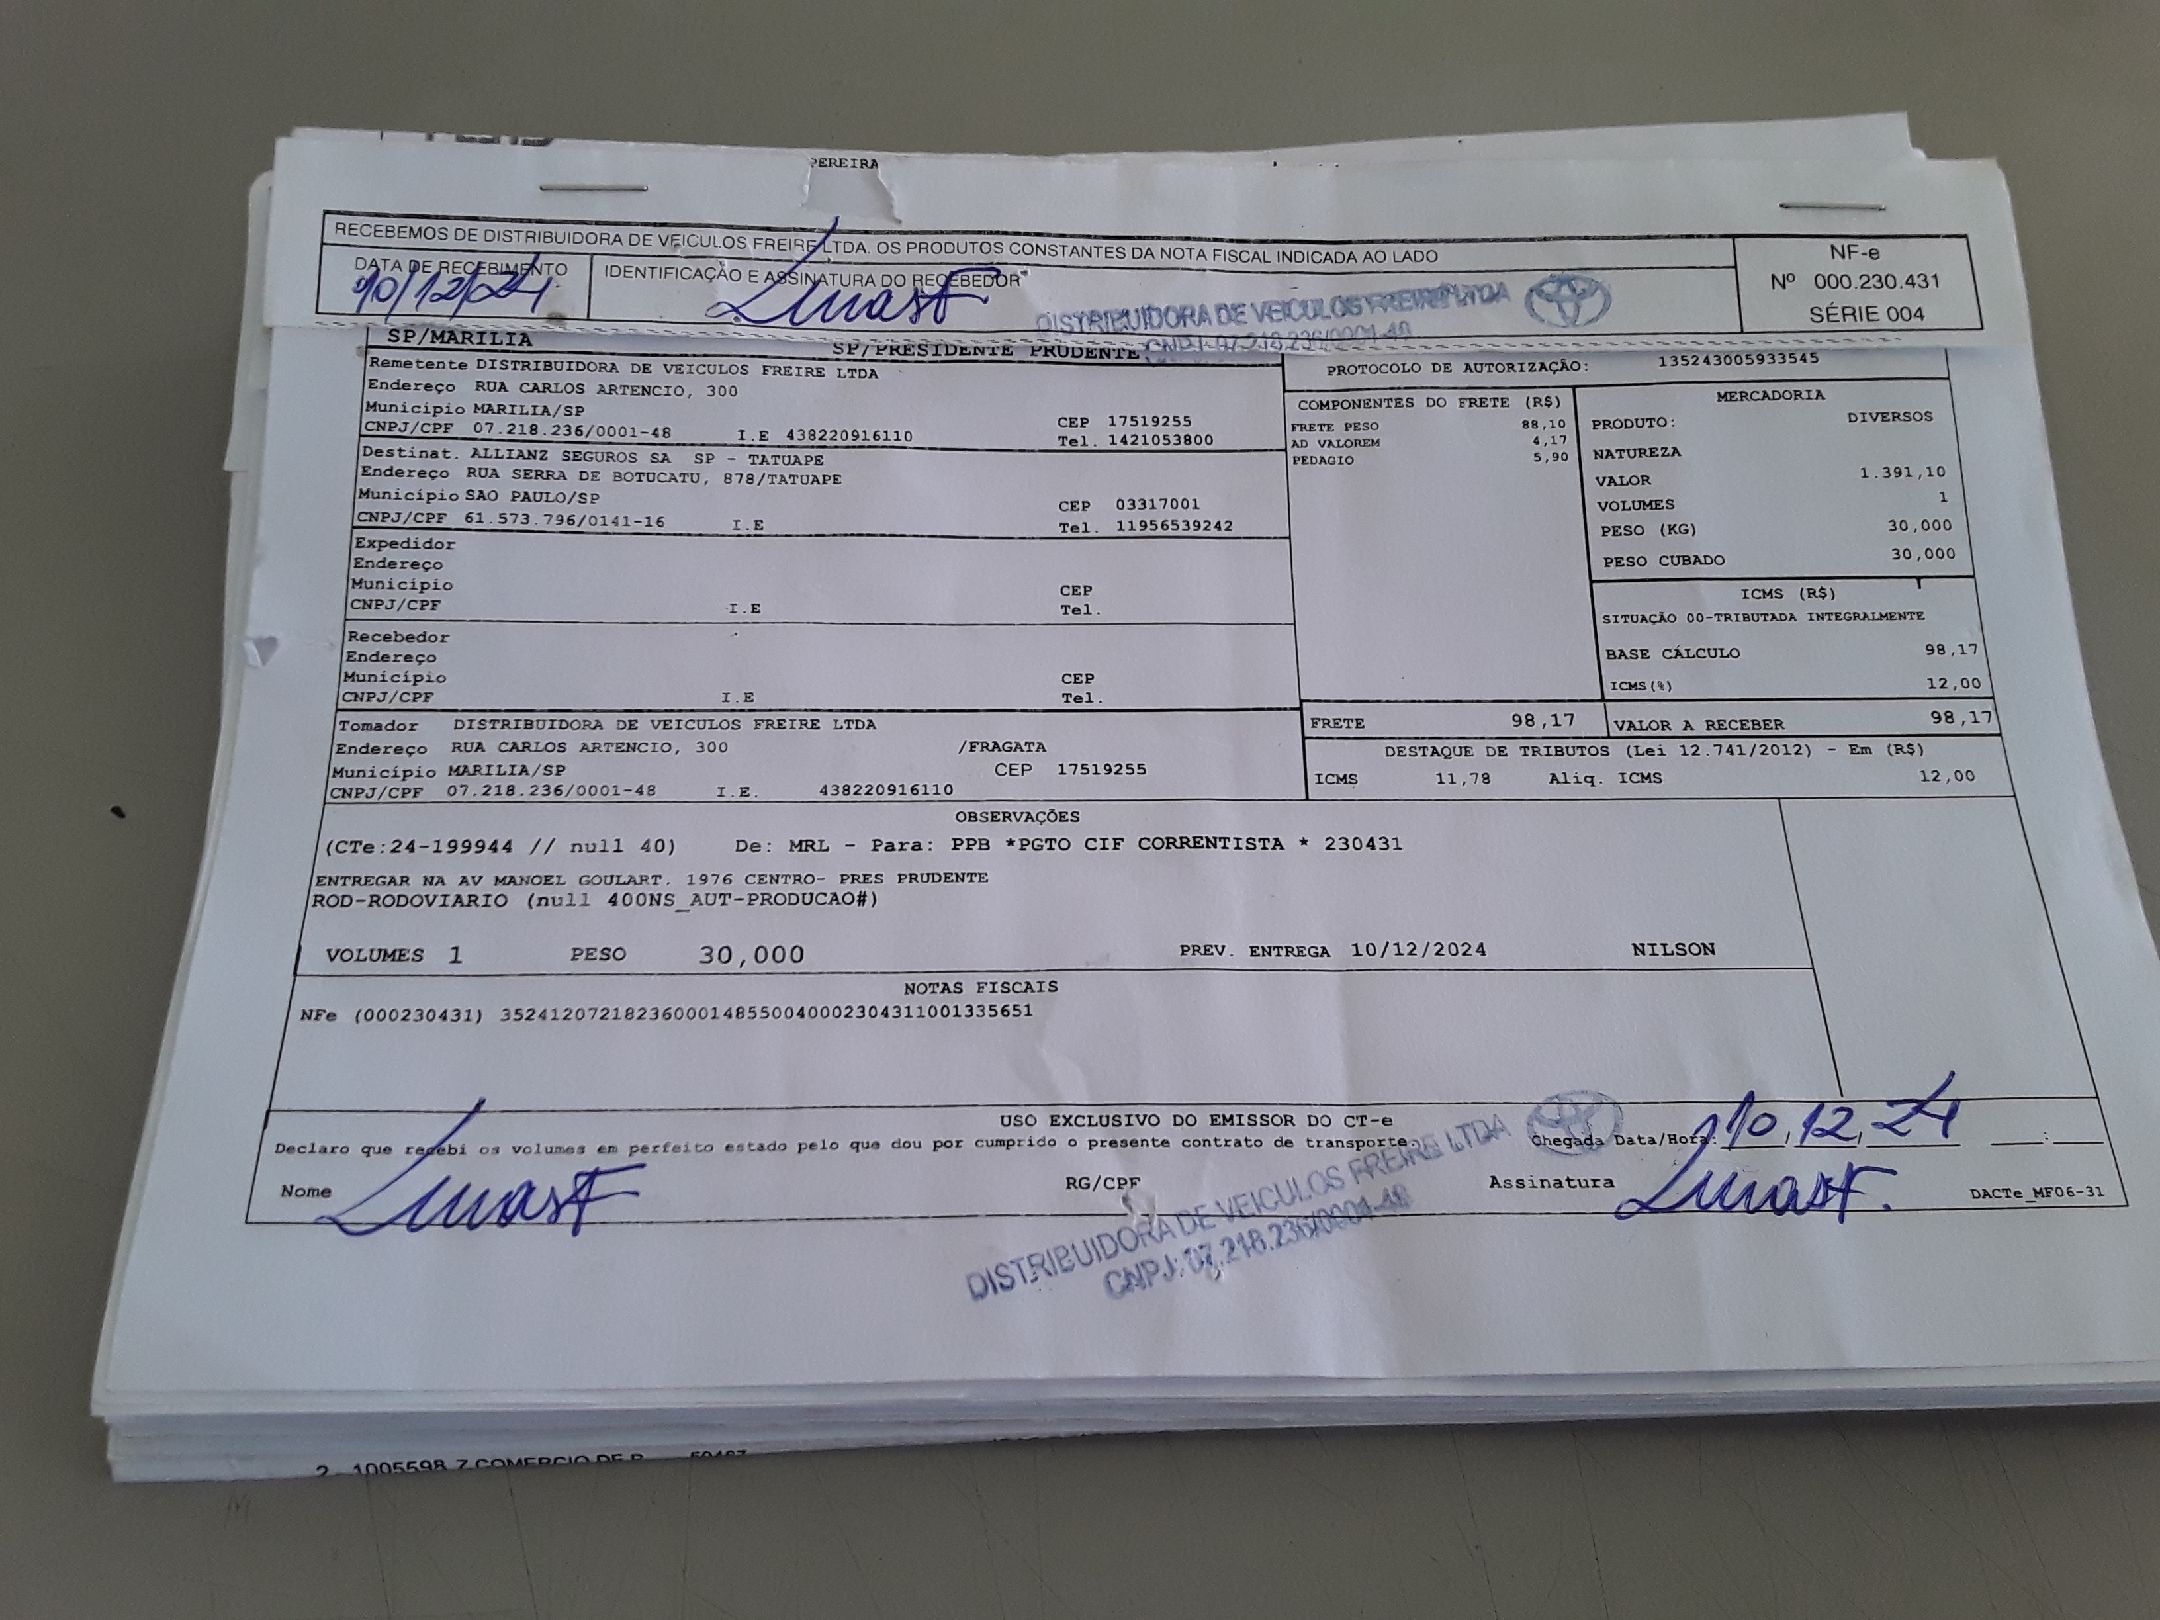 PEREIRA
RECEBEMOS DE DISTRIBUIDORA DE VEICULOS FREIRE LTDA. OS PRODUTOS CONSTANTES DA NOTA FISCAL INDICADA AO LADO
DATA DE RECEBIMENTO
10/12/24
IDENTIFICAÇÃO E ASSINATURA DO RECEBEDOR
DISTRIBUIDORA DE VEICULOS FREIRE LTDA
CNPJ: 07.218.236/0001-48
NF-e
Nº 000.230.431
SÉRIE 004
SP/MARILIA SP/PRESIDENTE PRUDENTE
Remetente DISTRIBUIDORA DE VEICULOS FREIRE LTDA
Endereço RUA CARLOS ARTENCIO, 300
Município MARILIA/SP CEP 17519255
CNPJ/CPF 07.218.236/0001-48 I.E 438220916110 Tel. 1421053800
Destinat. ALLIANZ SEGUROS SA SP - TATUAPE
Endereço RUA SERRA DE BOTUCATU, 878/TATUAPE
Município SAO PAULO/SP CEP 03317001
CNPJ/CPF 61.573.796/0141-16 I.E Tel. 11956539242
Expedidor
Endereço
Município CEP
CNPJ/CPF I.E Tel.
Recebedor
Endereço
Município CEP
CNPJ/CPF I.E Tel.
Tomador DISTRIBUIDORA DE VEICULOS FREIRE LTDA
Endereço RUA CARLOS ARTENCIO, 300 /FRAGATA
Município MARILIA/SP CEP 17519255
CNPJ/CPF 07.218.236/0001-48 I.E. 438220916110
PROTOCOLO DE AUTORIZAÇÃO: 135243005933545
COMPONENTES DO FRETE (R$)
FRETE PESO 88,10
AD VALOREM 4,17
PEDAGIO 5,90
MERCADORIA
PRODUTO: DIVERSOS
NATUREZA
VALOR 1.391,10
VOLUMES 1
PESO (KG) 30,000
PESO CUBADO 30,000
ICMS (R$)
SITUAÇÃO 00-TRIBUTADA INTEGRALMENTE
BASE CÁLCULO 98,17
ICMS(%) 12,00
FRETE 98,17 VALOR A RECEBER 98,17
DESTAQUE DE TRIBUTOS (Lei 12.741/2012) - Em (R$)
ICMS 11,78 Aliq. ICMS 12,00
OBSERVAÇÕES
(CTe:24-199944 // null 40) De: MRL - Para: PPB *PGTO CIF CORRENTISTA * 230431
ENTREGAR NA AV MANOEL GOULART. 1976 CENTRO- PRES PRUDENTE
ROD-RODOVIARIO (null 400NS_AUT-PRODUCAO#)
VOLUMES 1 PESO 30,000 PREV. ENTREGA 10/12/2024 NILSON
NOTAS FISCAIS
NFe (000230431) 35241207218236000148550040002304311001335651
USO EXCLUSIVO DO EMISSOR DO CT-e
Declaro que recebi os volumes em perfeito estado pelo que dou por cumprido o presente contrato de transporte.
Chegada Data/Hora: 10,12,24 :
Nome RG/CPF Assinatura DACTe_MF06-31
DISTRIBUIDORA DE VEICULOS FREIRE LTDA
CNPJ: 07.218.236/0001-48
2 1005598 Z COMERCIO DE